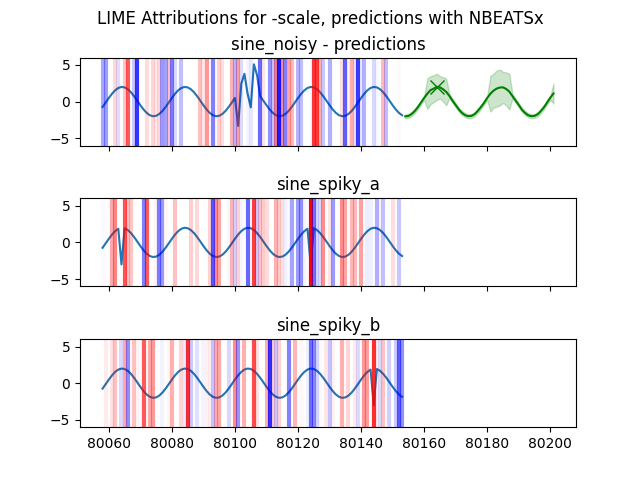 LIME Attributions for -scale, predictions with NBEATSx
sine_noisy - predictions
5
0
−5
sine_spiky_a
5
0
−5
sine_spiky_b
5
0
−5
80060 80080 80100 80120 80140 80160 80180 80200